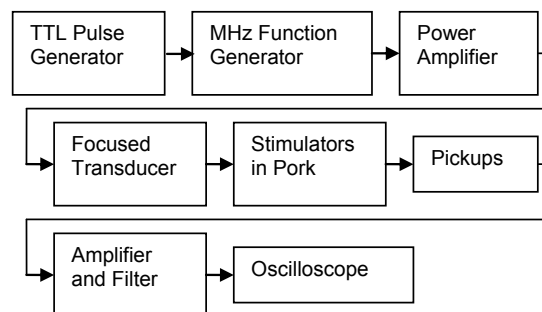 TTL Pulse
Generator
MHz Function
Generator
Power
Amplifier
Focused
Transducer
Stimulators
in Pork
Pickups
Amplifier
and Filter
Oscilloscope